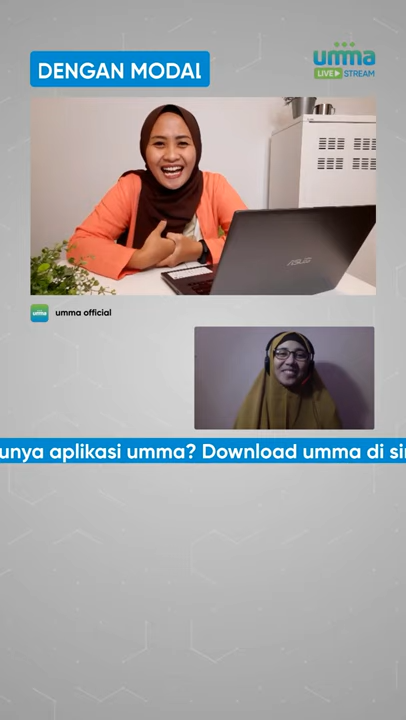 DENGAN MODAL
umma
LIVE STREAM
ASUS
umma
umma official
unya aplikasi umma? Download umma di si